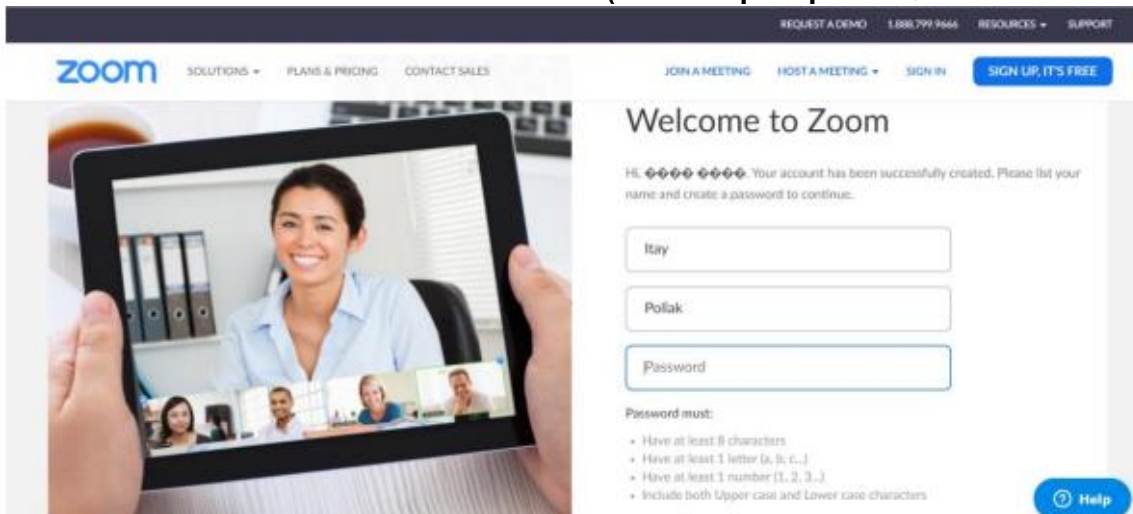 REQUEST A DEMO 1.888.799.9666 RESOURCES SUPPORT
zoom SOLUTIONS PLANS & PRICING CONTACT SALES JOIN A MEETING HOST A MEETING SIGN IN SIGN UP, IT'S FREE
Welcome to Zoom
Hi, ���� ����. Your account has been successfully created. Please list your
name and create a password to continue.
Itay
Pollak
Password
Password must:
• Have at least 8 characters
• Have at least 1 letter (a, b, c...)
• Have at least 1 number (1, 2, 3...)
• Include both Upper case and Lower case characters
Help